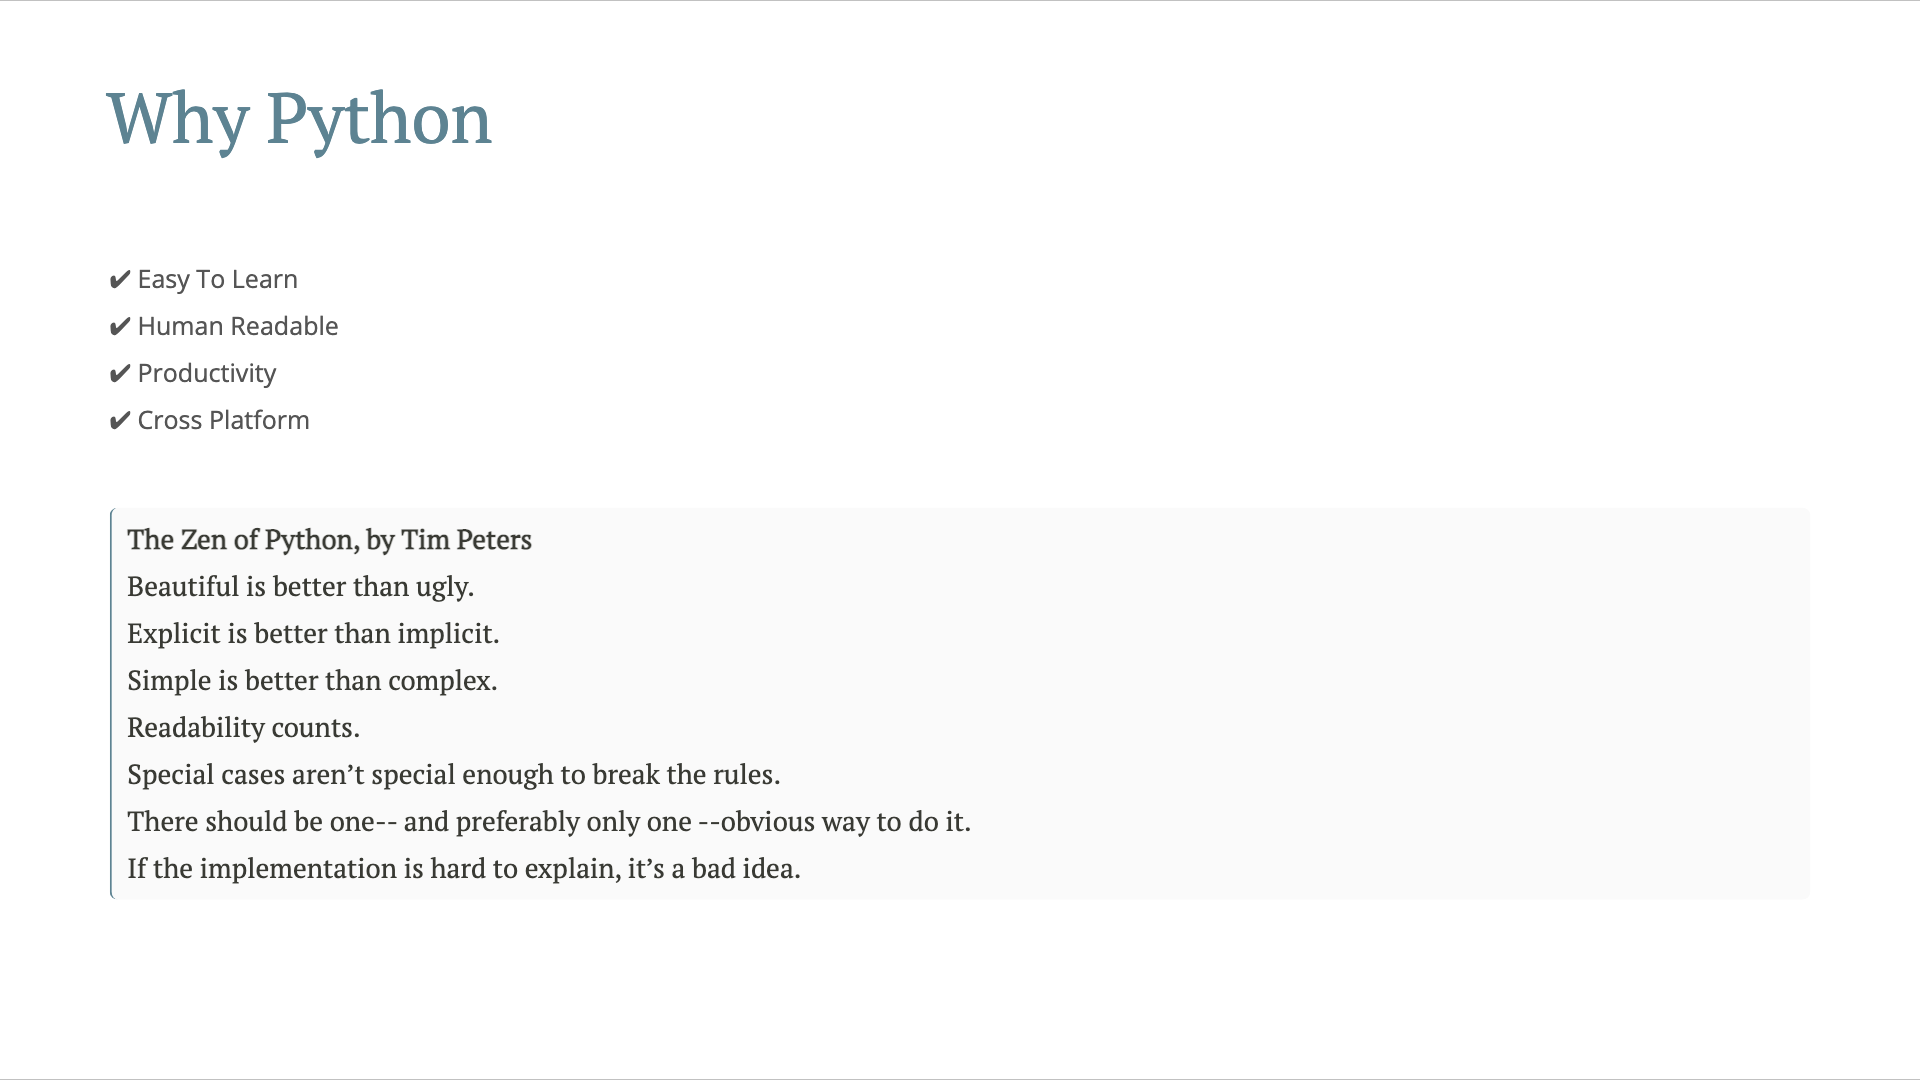 Why Python
✔ Easy To Learn
✔ Human Readable
✔ Productivity
✔ Cross Platform
The Zen of Python, by Tim Peters
Beautiful is better than ugly.
Explicit is better than implicit.
Simple is better than complex.
Readability counts.
Special cases aren’t special enough to break the rules.
There should be one-- and preferably only one --obvious way to do it.
If the implementation is hard to explain, it’s a bad idea.